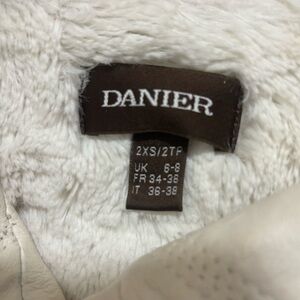 DANIER
2XS/2TP
UK 6-8
FR 34-36
IT 36-38